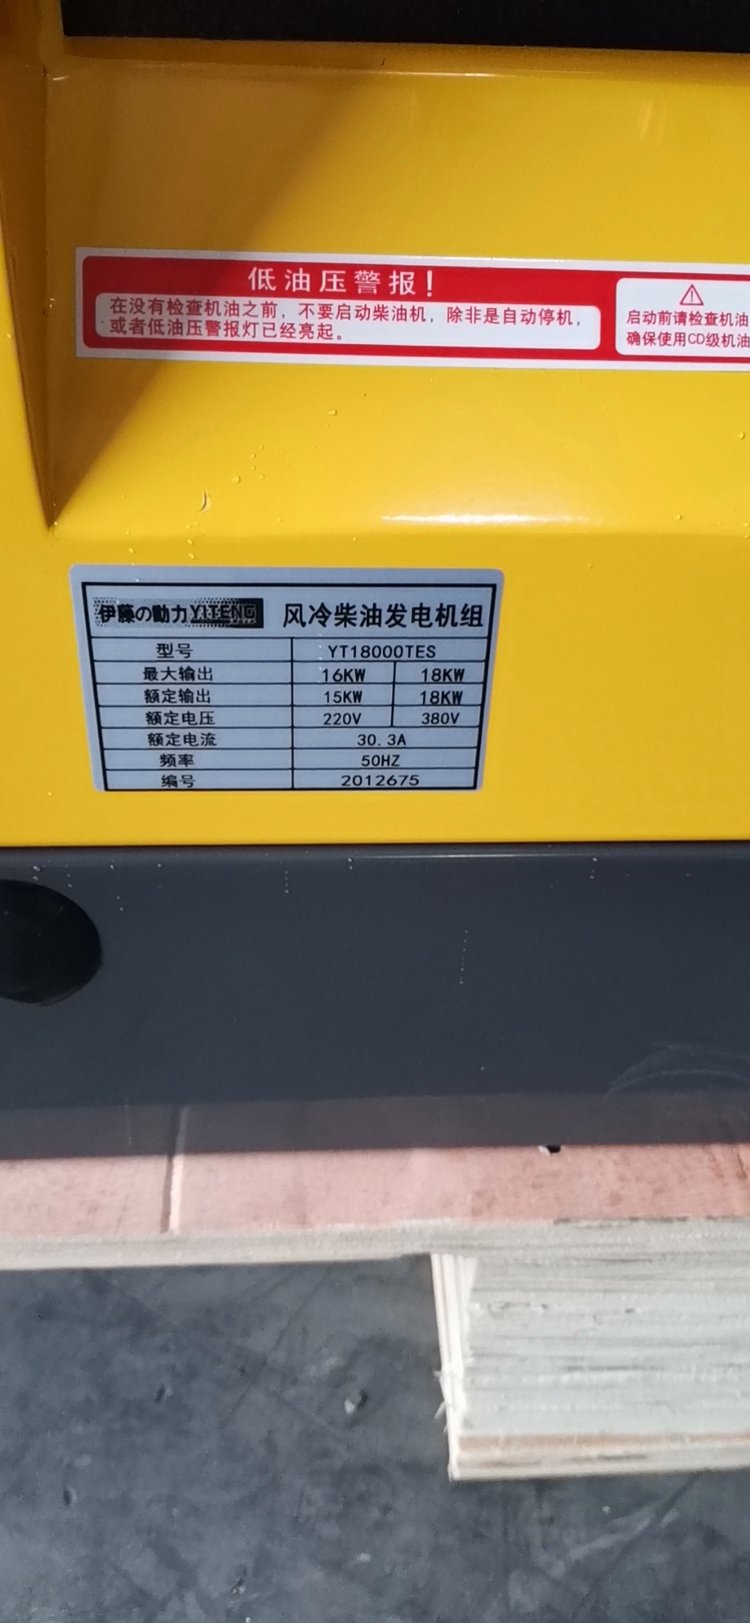 低油压警报！
在没有检查机油之前，不要启动柴油机，除非是自动停机，
或者低油压警报灯已经亮起。
启动前请检查机油
确保使用CD级机油
伊藤の動力YITENG 风冷柴油发电机组
型号 YT18000TES
最大输出 16KW 18KW
额定输出 15KW 18KW
额定电压 220V 380V
额定电流 30.3A
频率 50HZ
编号 2012675